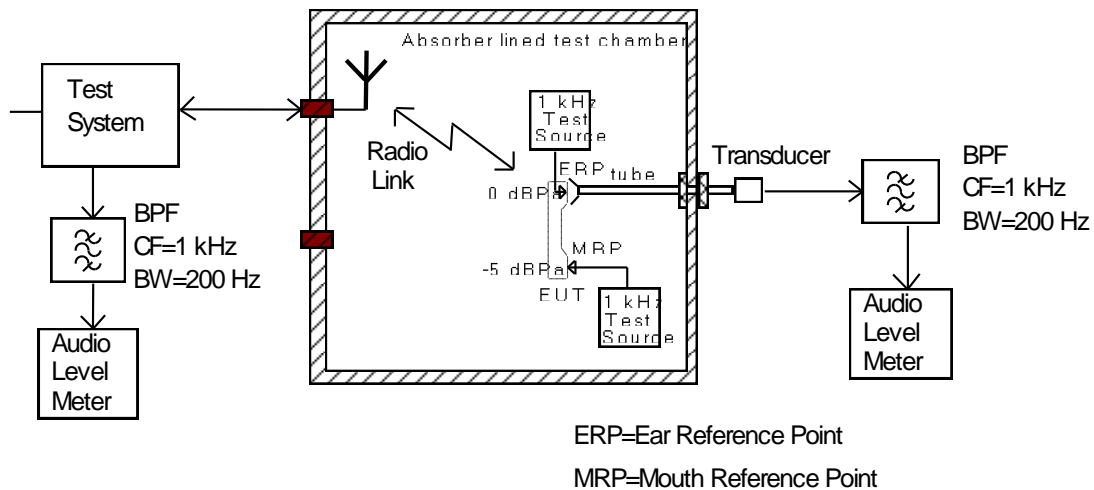 Absorber lined test chamber
Test
System
1 kHz
Test
Source
Radio
Link
ERP
tube
0 dBPa
Transducer
BPF
CF=1 kHz
BW=200 Hz
BPF
CF=1 kHz
BW=200 Hz
MRP
-5 dBPa
EUT
1 kHz
Test
Source
Audio
Level
Meter
Audio
Level
Meter
ERP=Ear Reference Point
MRP=Mouth Reference Point